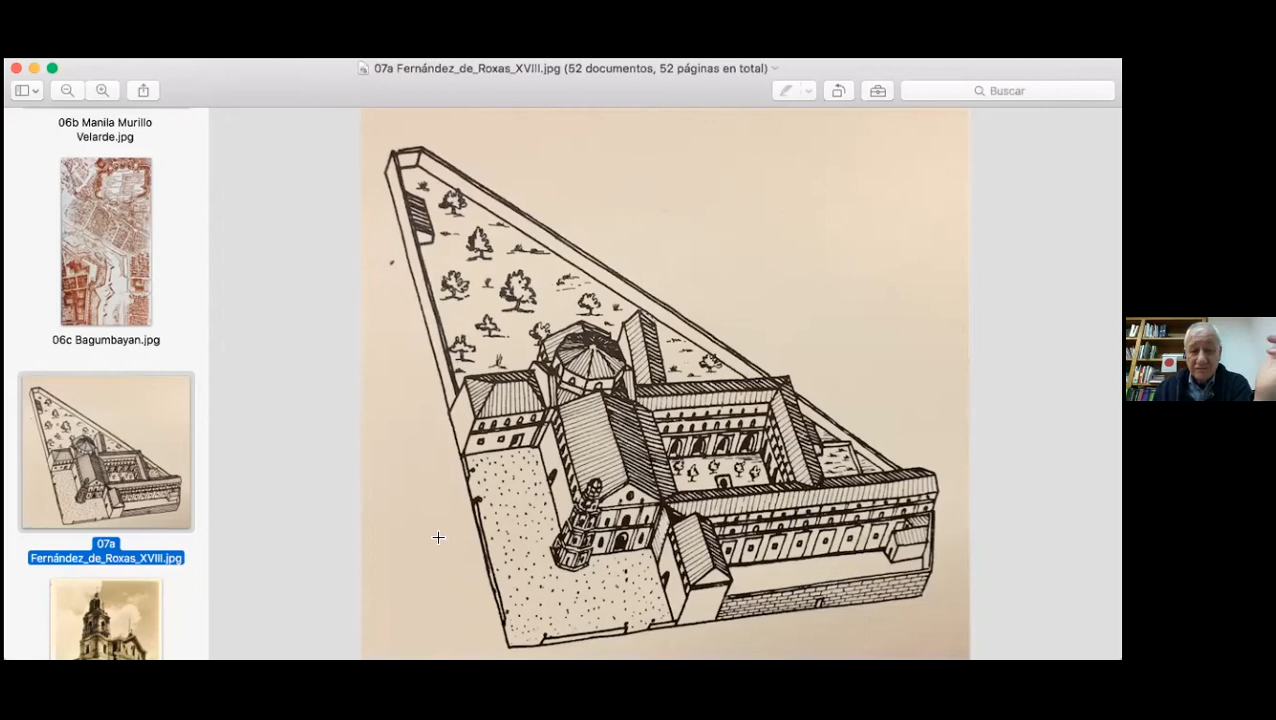 07a Fernández_de_Roxas_XVIII.jpg (52 documentos, 52 páginas en total)
Buscar
06b Manila Murillo
Velarde.jpg
06c Bagumbayan.jpg
07a
Fernández_de_Roxas_XVIII.jpg